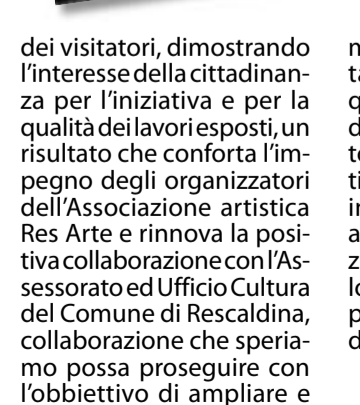 dei visitatori, dimostrando
l'interesse della cittadinan-
za per l'iniziativa e per la
qualità dei lavori esposti, un
risultato che conforta l'im-
pegno degli organizzatori
dell'Associazione artistica
Res Arte e rinnova la posi-
tiva collaborazione con l'As-
sessorato ed Ufficio Cultura
del Comune di Rescaldina,
collaborazione che speria-
mo possa proseguire con
l'obbiettivo di ampliare e